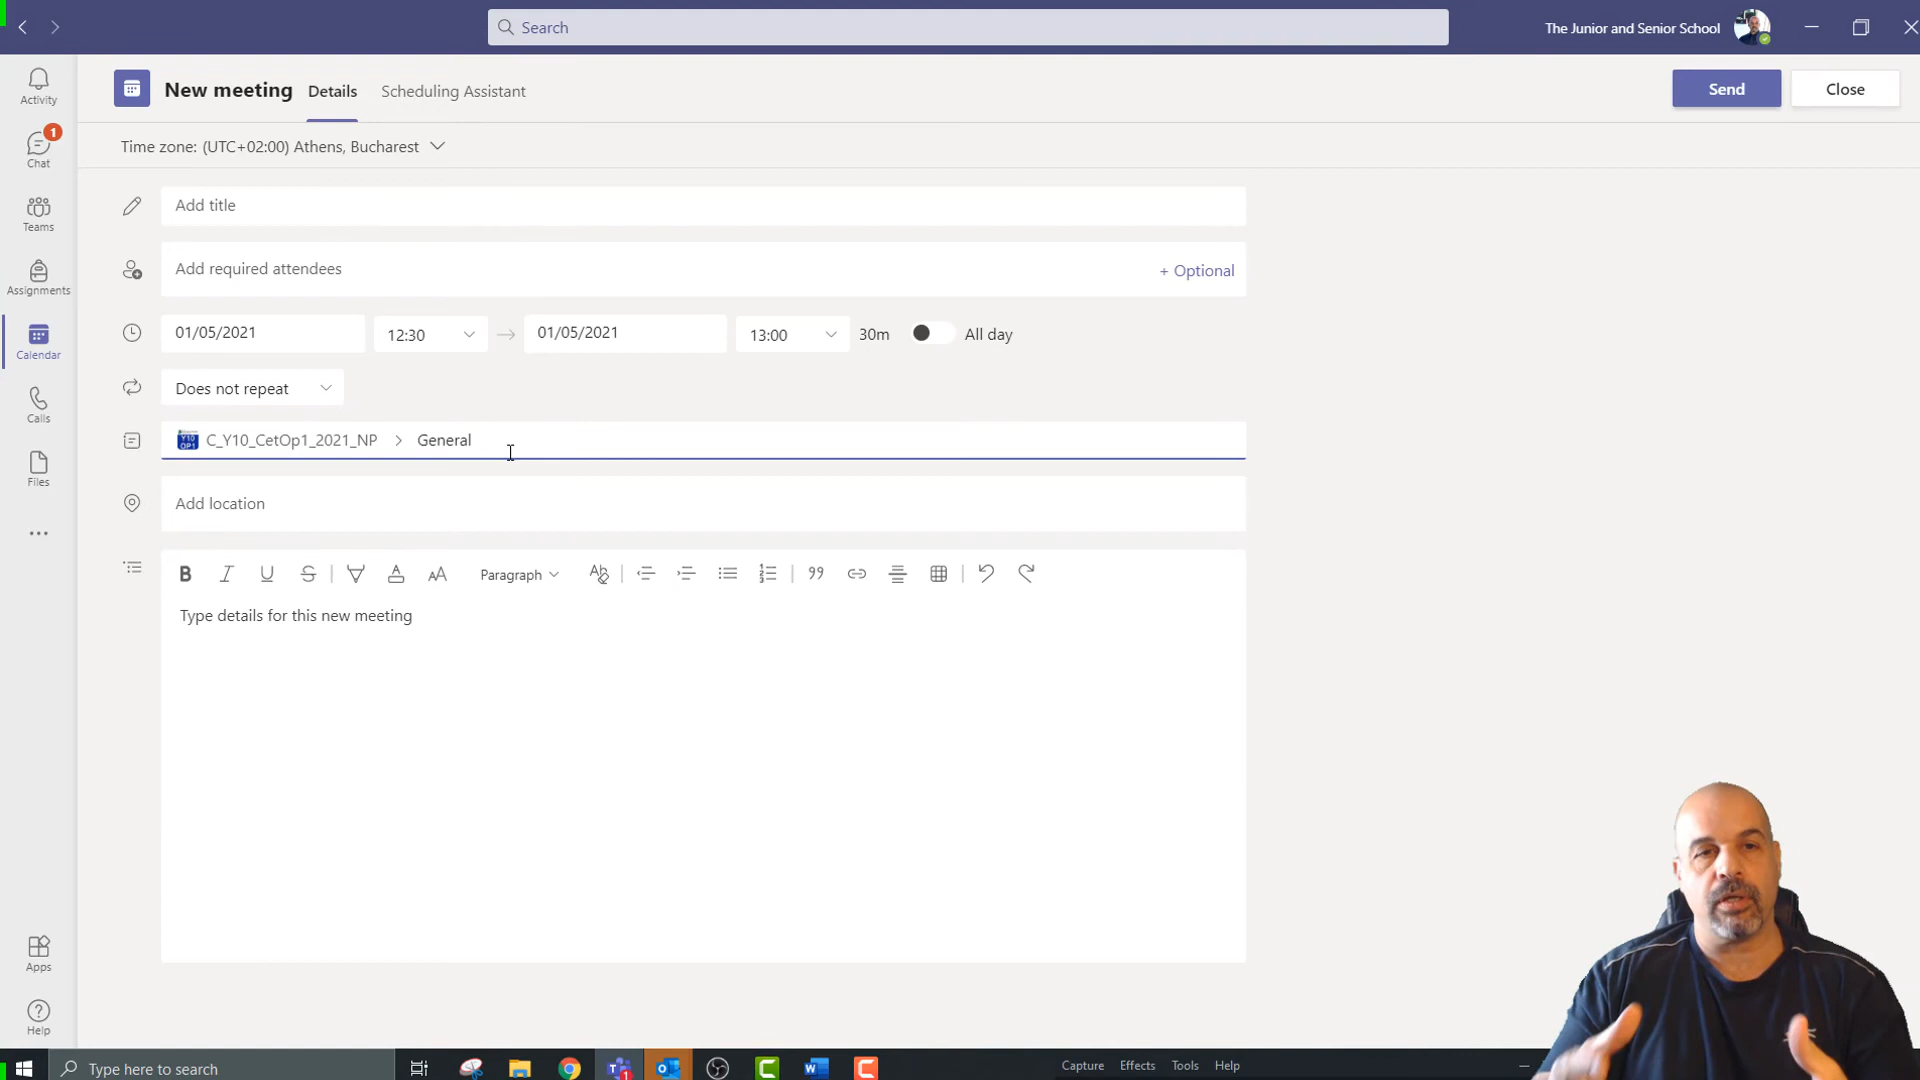 Search
The Junior and Senior School
Activity
New meeting Details Scheduling Assistant
Send Close
1
Chat
Time zone: (UTC+02:00) Athens, Bucharest
Teams
Add title
Assignments
Add required attendees + Optional
Calendar
01/05/2021 12:30 → 01/05/2021 13:00 30m All day
Calls
Does not repeat
Files
Y10 OP1 C_Y10_CetOp1_2021_NP > General
Add location
B I U S A AA Paragraph
Type details for this new meeting
Apps
Help
Type here to search
Capture Effects Tools Help